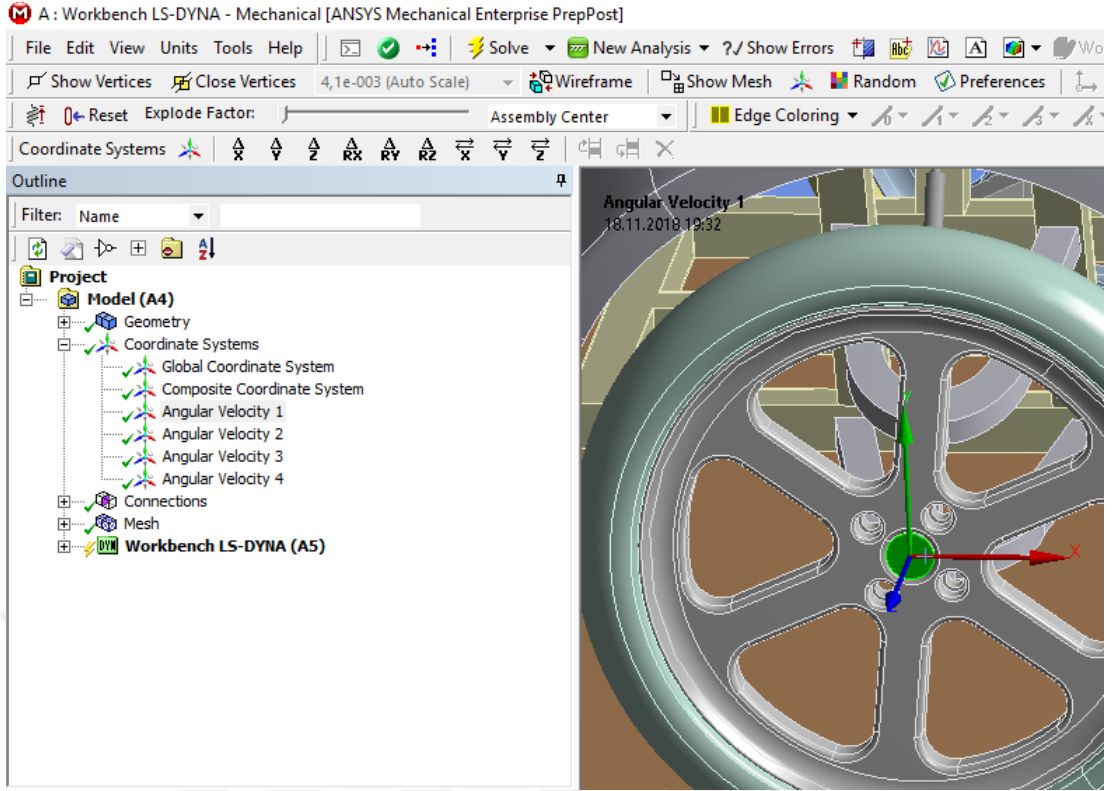 A : Workbench LS-DYNA - Mechanical [ANSYS Mechanical Enterprise PrepPost]
File Edit View Units Tools Help Solve New Analysis ?/ Show Errors Wo
Show Vertices Close Vertices 4,1e-003 (Auto Scale) Wireframe Show Mesh Random Preferences
Reset Explode Factor: Assembly Center Edge Coloring
Coordinate Systems X Y Z RX RY RZ X Y Z
Outline
Filter: Name
Project
Model (A4)
Geometry
Coordinate Systems
Global Coordinate System
Composite Coordinate System
Angular Velocity 1
Angular Velocity 2
Angular Velocity 3
Angular Velocity 4
Connections
Mesh
Workbench LS-DYNA (A5)
Angular Velocity 1
18.11.2018 19:32
Y
X